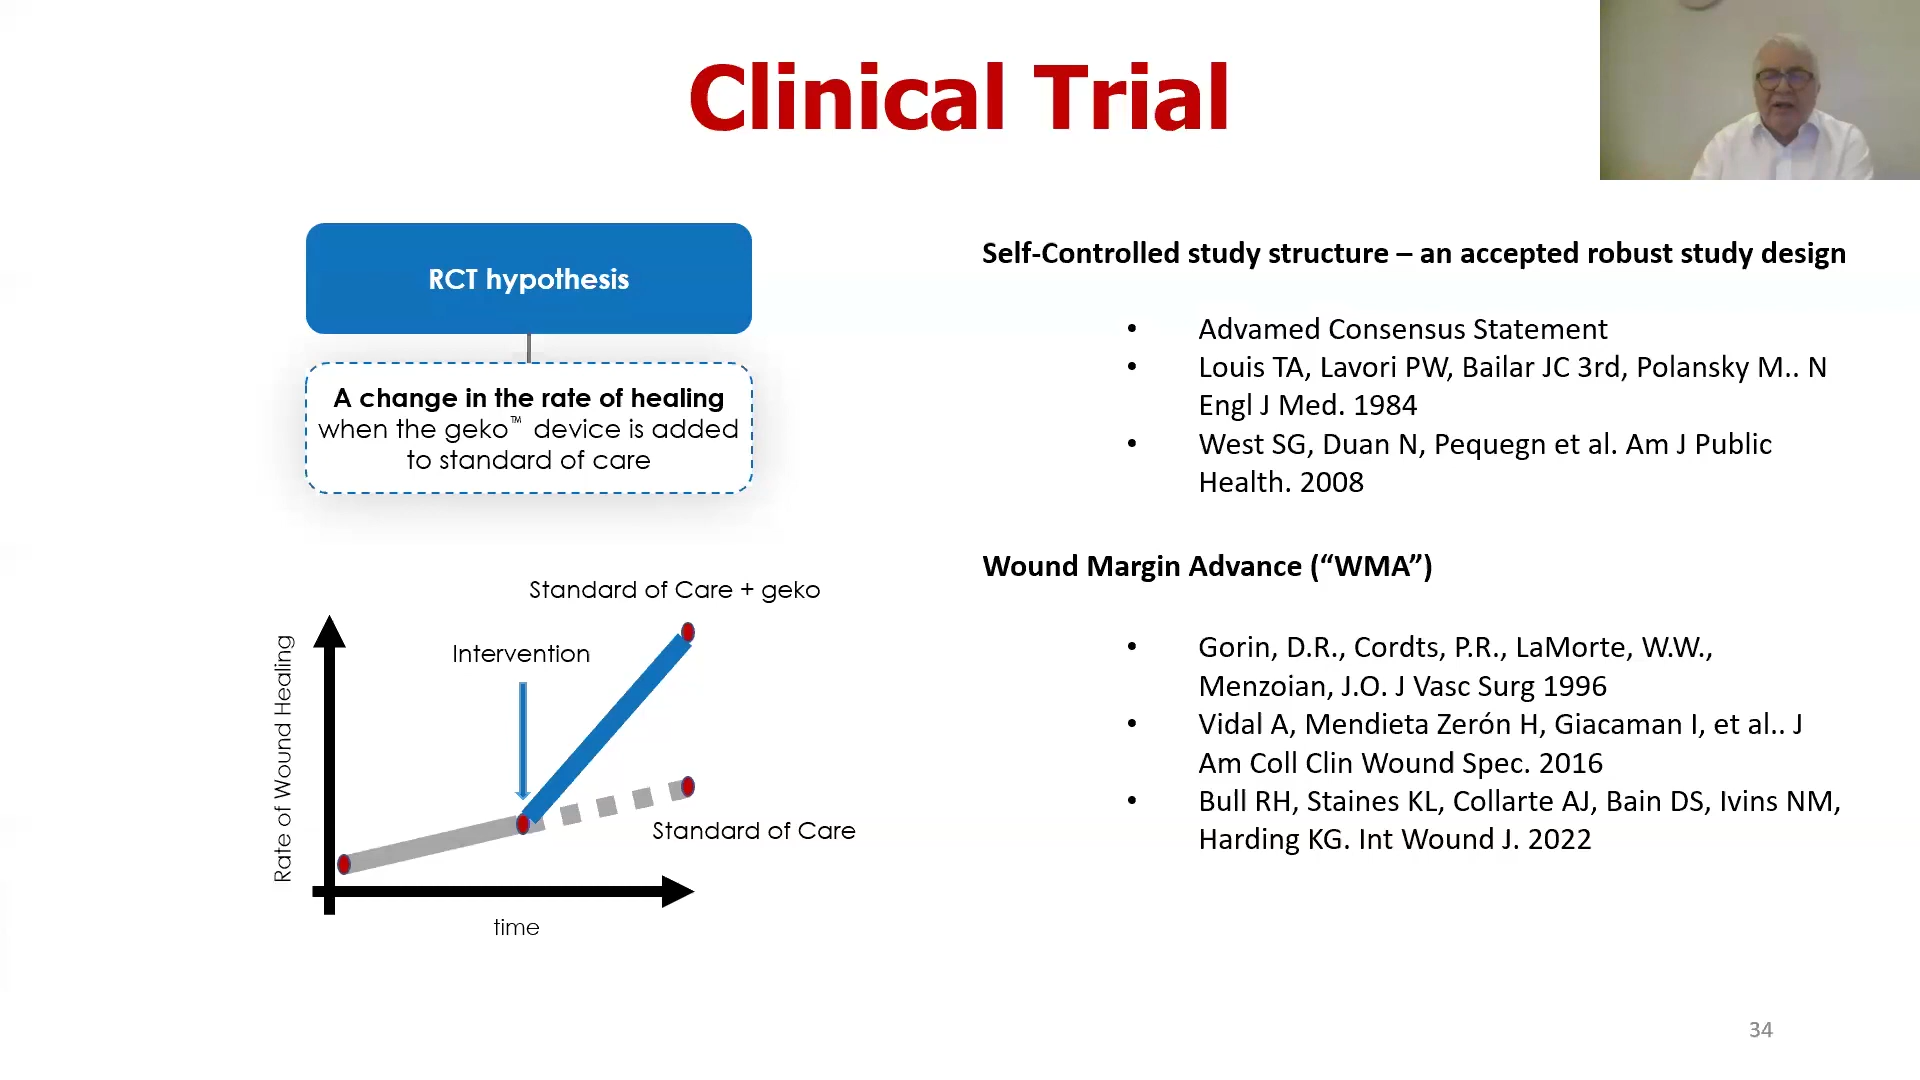 Clinical Trial
RCT hypothesis
A change in the rate of healing
when the geko™ device is added
to standard of care
Standard of Care + geko
Intervention
Rate of Wound Healing
Standard of Care
time
Self-Controlled study structure – an accepted robust study design
• Advamed Consensus Statement
• Louis TA, Lavori PW, Bailar JC 3rd, Polansky M.. N
Engl J Med. 1984
• West SG, Duan N, Pequegn et al. Am J Public
Health. 2008
Wound Margin Advance (“WMA”)
• Gorin, D.R., Cordts, P.R., LaMorte, W.W.,
Menzoian, J.O. J Vasc Surg 1996
• Vidal A, Mendieta Zerón H, Giacaman I, et al.. J
Am Coll Clin Wound Spec. 2016
• Bull RH, Staines KL, Collarte AJ, Bain DS, Ivins NM,
Harding KG. Int Wound J. 2022
34